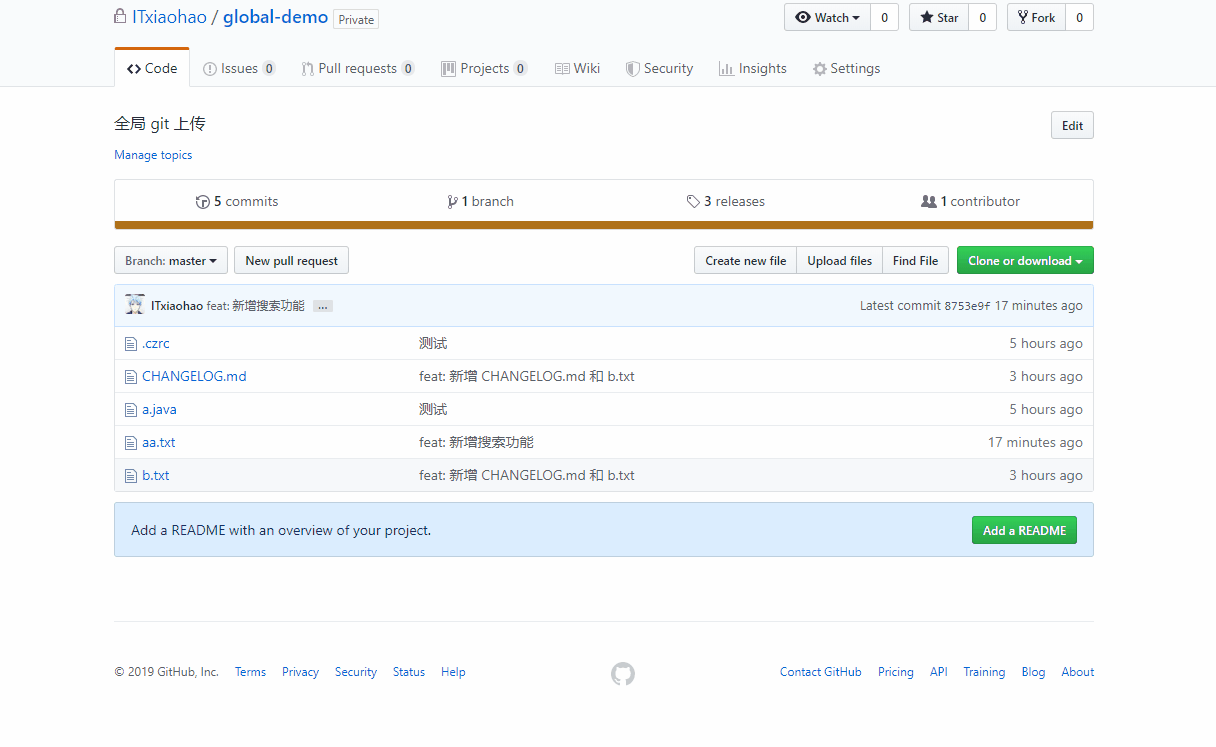 ITxiaohao / global-demo Private Watch 0 Star 0 Fork 0
Code Issues 0 Pull requests 0 Projects 0 Wiki Security Insights Settings
全局 git 上传 Edit
Manage topics
5 commits 1 branch 3 releases 1 contributor
Branch: master New pull request Create new file Upload files Find File Clone or download
ITxiaohao feat: 新增搜索功能 ... Latest commit 8753e9f 17 minutes ago
.czrc 测试 5 hours ago
CHANGELOG.md feat: 新增 CHANGELOG.md 和 b.txt 3 hours ago
a.java 测试 5 hours ago
aa.txt feat: 新增搜索功能 17 minutes ago
b.txt feat: 新增 CHANGELOG.md 和 b.txt 3 hours ago
Add a README with an overview of your project. Add a README
© 2019 GitHub, Inc. Terms Privacy Security Status Help Contact GitHub Pricing API Training Blog About